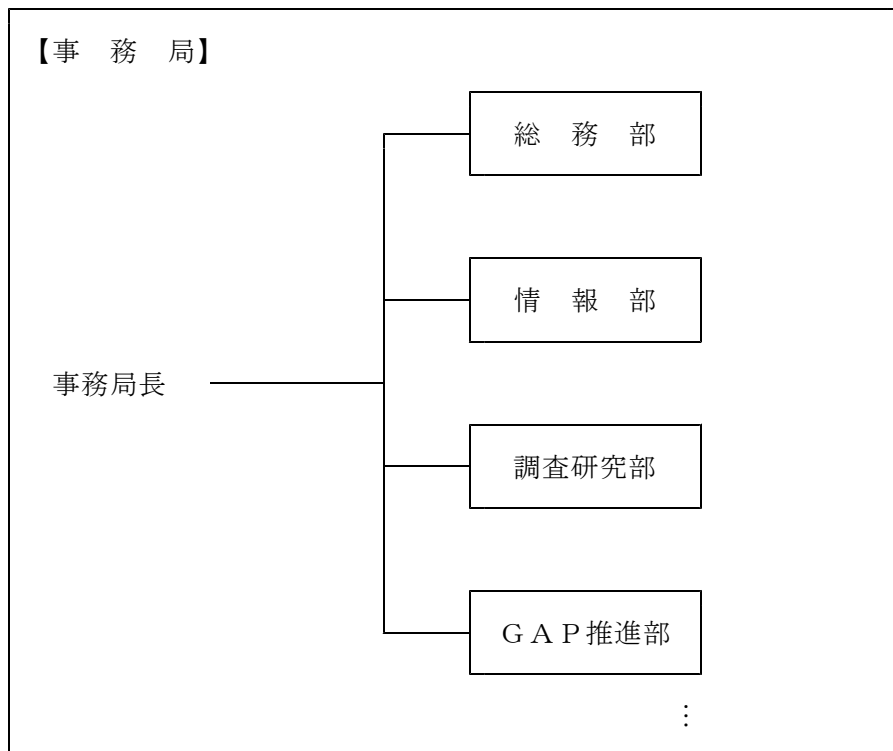 【事　務　局】
総　務　部
情　報　部
事務局長
調査研究部
ＧＡＰ推進部
⋮